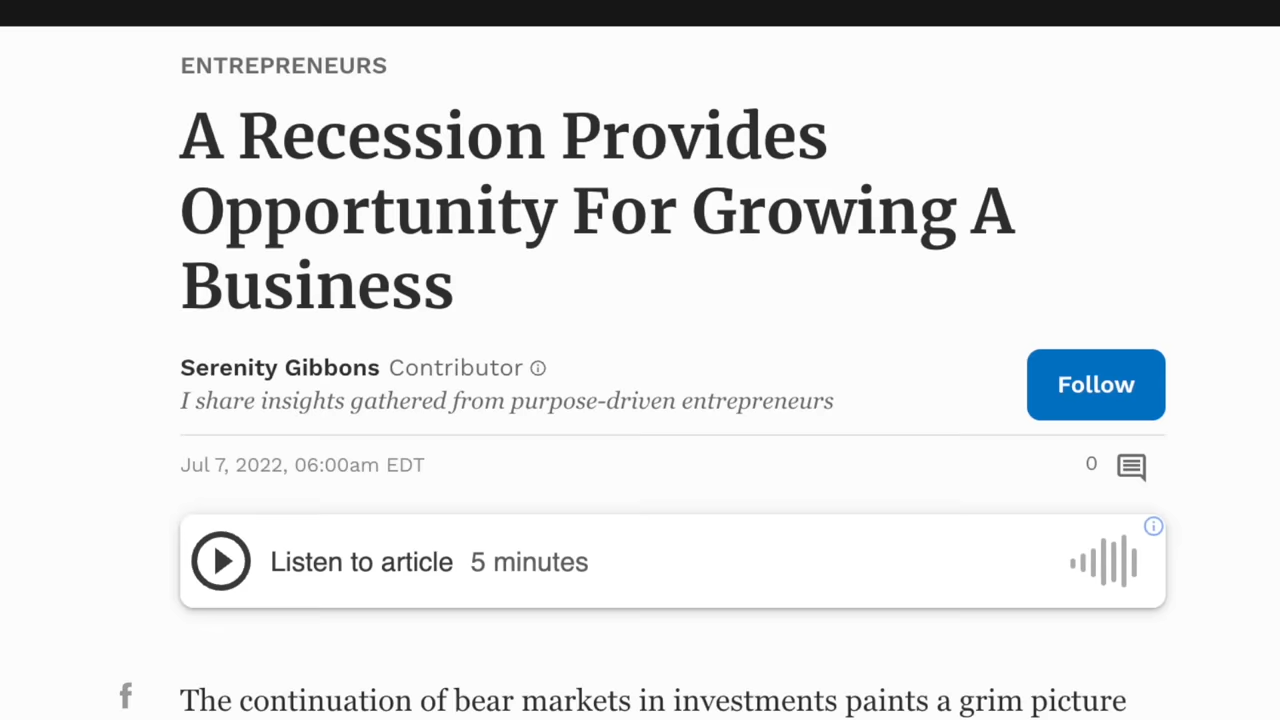 ENTREPRENEURS
A Recession Provides
Opportunity For Growing A
Business
Serenity Gibbons Contributor
I share insights gathered from purpose-driven entrepreneurs
Follow
Jul 7, 2022, 06:00am EDT
0
Listen to article 5 minutes
The continuation of bear markets in investments paints a grim picture